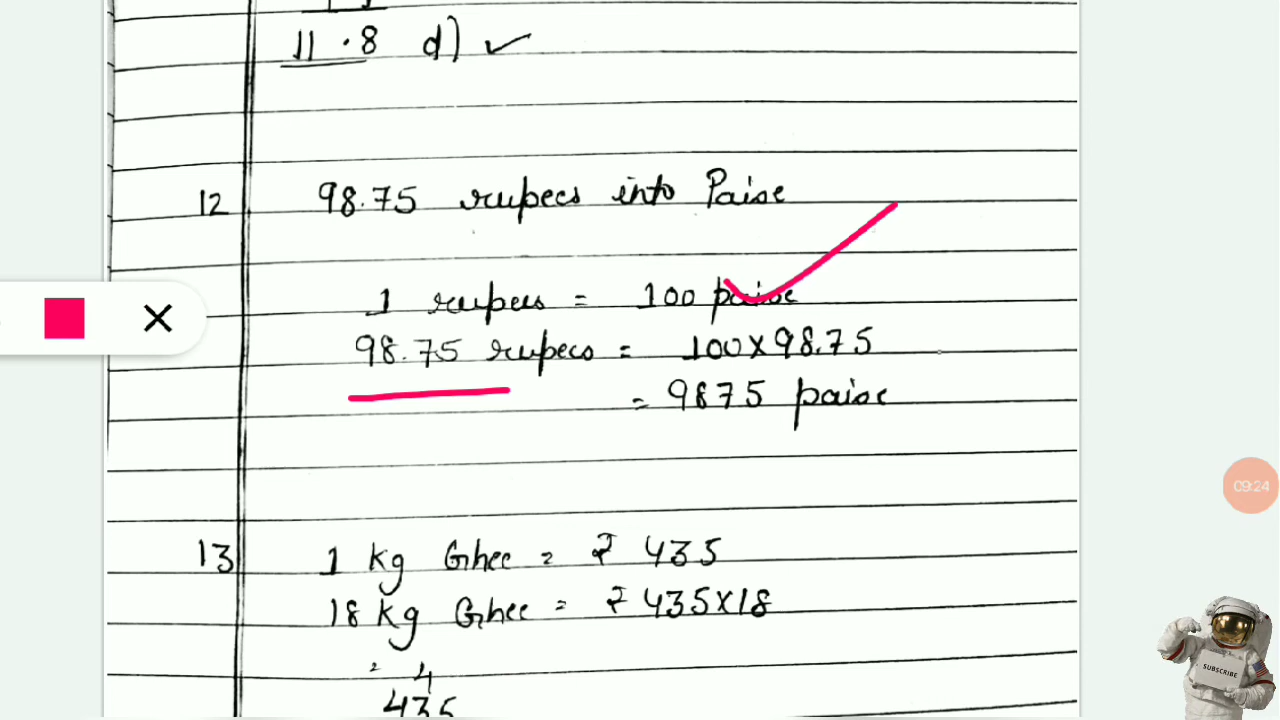 11.8 d) ✓
12 98.75 rupees into Paise
1 rupees = 100 paise
98.75 rupees = 100×98.75
= 9875 paise
13 1 kg Ghee = ₹ 435
18 kg Ghee = ₹ 435×18
4
435
09:24
SUBSCRIBE